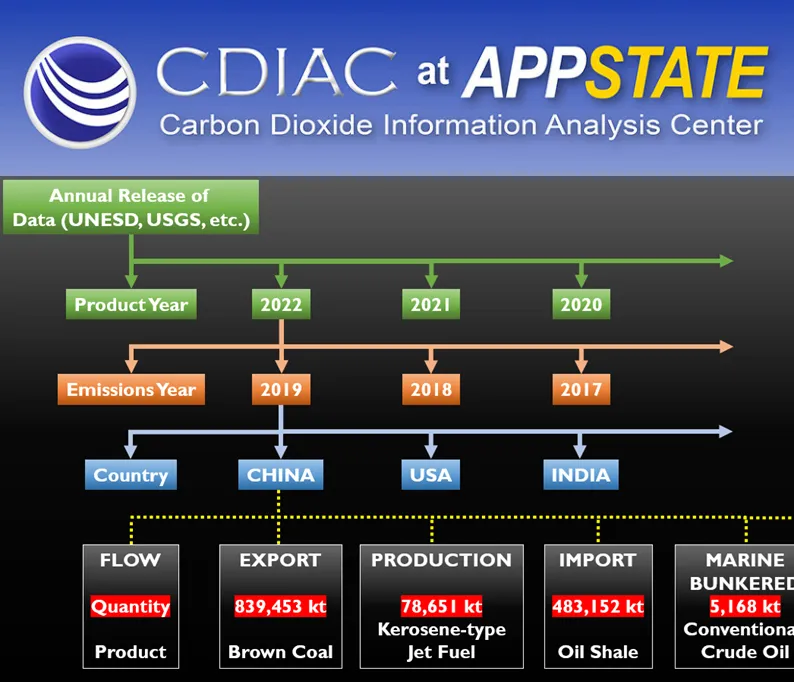 CDIAC at APPSTATE
Carbon Dioxide Information Analysis Center
Annual Release of
Data (UNESD, USGS, etc.)
Product Year 2022 2021 2020
Emissions Year 2019 2018 2017
Country CHINA USA INDIA
FLOW
Quantity
Product
EXPORT
839,453 kt
Brown Coal
PRODUCTION
78,651 kt
Kerosene-type
Jet Fuel
IMPORT
483,152 kt
Oil Shale
MARINE
BUNKERED
5,168 kt
Conventiona
Crude Oil